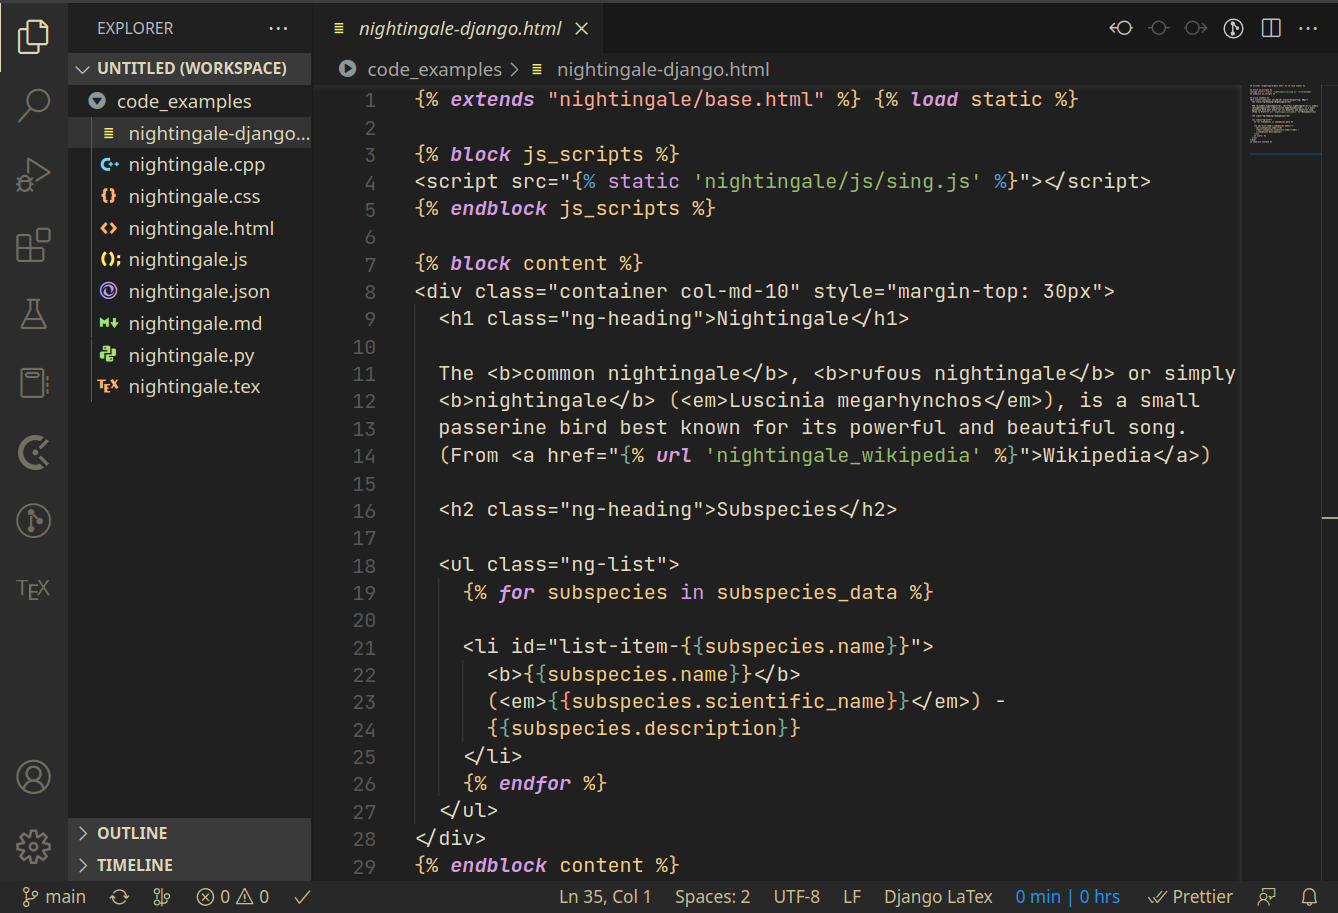 EXPLORER
UNTITLED (WORKSPACE)
code_examples
nightingale-django...
nightingale.cpp
nightingale.css
nightingale.html
nightingale.js
nightingale.json
nightingale.md
nightingale.py
nightingale.tex
OUTLINE
TIMELINE
TEX
nightingale-django.html
code_examples > nightingale-django.html
1 {% extends "nightingale/base.html" %} {% load static %}
2
3 {% block js_scripts %}
4 <script src="{% static 'nightingale/js/sing.js' %}"></script>
5 {% endblock js_scripts %}
6
7 {% block content %}
8 <div class="container col-md-10" style="margin-top: 30px">
9 <h1 class="ng-heading">Nightingale</h1>
10
11 The <b>common nightingale</b>, <b>rufous nightingale</b> or simply
12 <b>nightingale</b> (<em>Luscinia megarhynchos</em>), is a small
13 passerine bird best known for its powerful and beautiful song.
14 (From <a href="{% url 'nightingale_wikipedia' %}">Wikipedia</a>)
15
16 <h2 class="ng-heading">Subspecies</h2>
17
18 <ul class="ng-list">
19 {% for subspecies in subspecies_data %}
20
21 <li id="list-item-{{subspecies.name}}">
22 <b>{{subspecies.name}}</b>
23 (<em>{{subspecies.scientific_name}}</em>) -
24 {{subspecies.description}}
25 </li>
26 {% endfor %}
27 </ul>
28 </div>
29 {% endblock content %}
main 0 0 Ln 35, Col 1 Spaces: 2 UTF-8 LF Django LaTex 0 min | 0 hrs Prettier